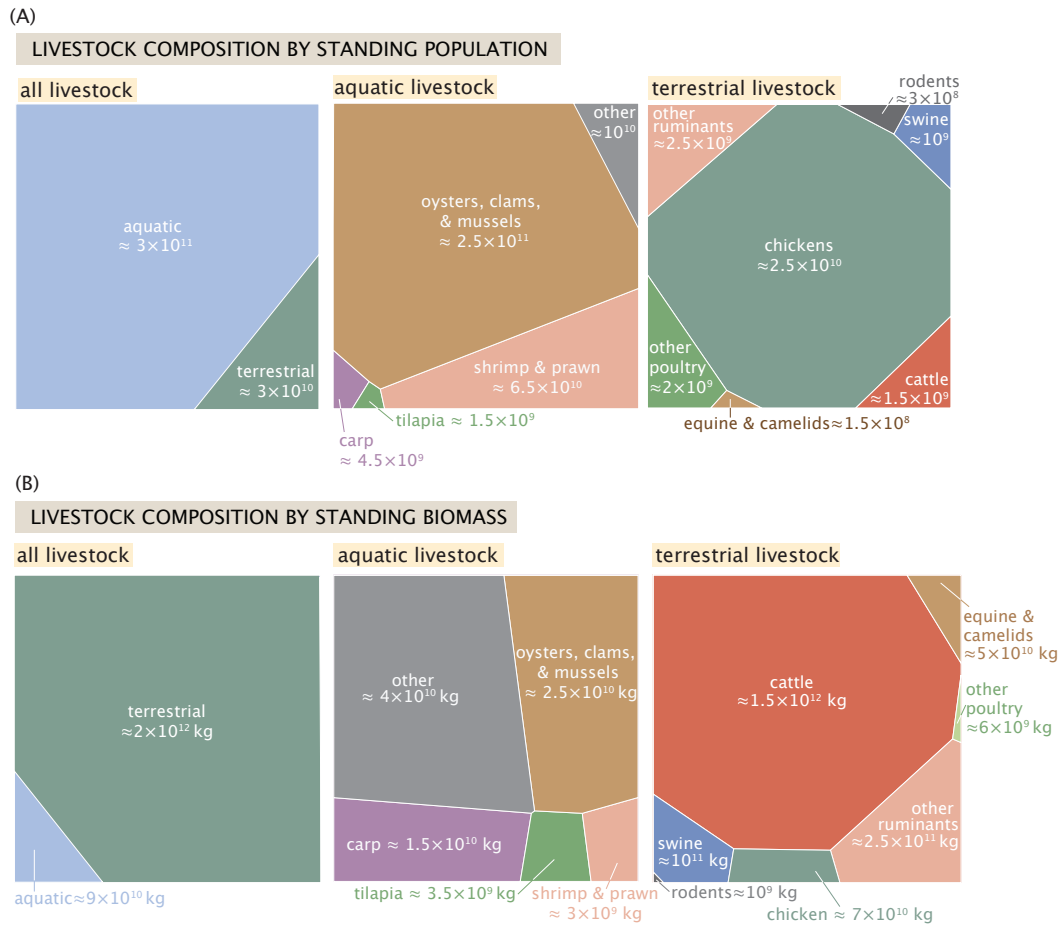 (A)
LIVESTOCK COMPOSITION BY STANDING POPULATION
all livestock
aquatic
≈ 3×10¹¹
terrestrial
≈ 3×10¹⁰
aquatic livestock
other
≈10¹⁰
oysters, clams,
& mussels
≈ 2.5×10¹¹
shrimp & prawn
≈ 6.5×10¹⁰
tilapia ≈ 1.5×10⁹
carp
≈ 4.5×10⁹
terrestrial livestock
rodents
≈3×10⁸
other
ruminants
≈2.5×10⁹
swine
≈10⁹
chickens
≈2.5×10¹⁰
other
poultry
≈2×10⁹
cattle
≈1.5×10⁹
equine & camelids≈1.5×10⁸
(B)
LIVESTOCK COMPOSITION BY STANDING BIOMASS
all livestock
terrestrial
≈2×10¹² kg
aquatic≈9×10¹⁰ kg
aquatic livestock
other
≈ 4×10¹⁰ kg
oysters, clams,
& mussels
≈ 2.5×10¹⁰ kg
carp ≈ 1.5×10¹⁰ kg
tilapia ≈ 3.5×10⁹ kg
shrimp & prawn
≈ 3×10⁹ kg
terrestrial livestock
cattle
≈1.5×10¹² kg
equine &
camelids
≈5×10¹⁰ kg
other
poultry
≈6×10⁹ kg
other
ruminants
≈2.5×10¹¹ kg
swine
≈10¹¹ kg
rodents≈10⁹ kg
chicken ≈ 7×10¹⁰ kg